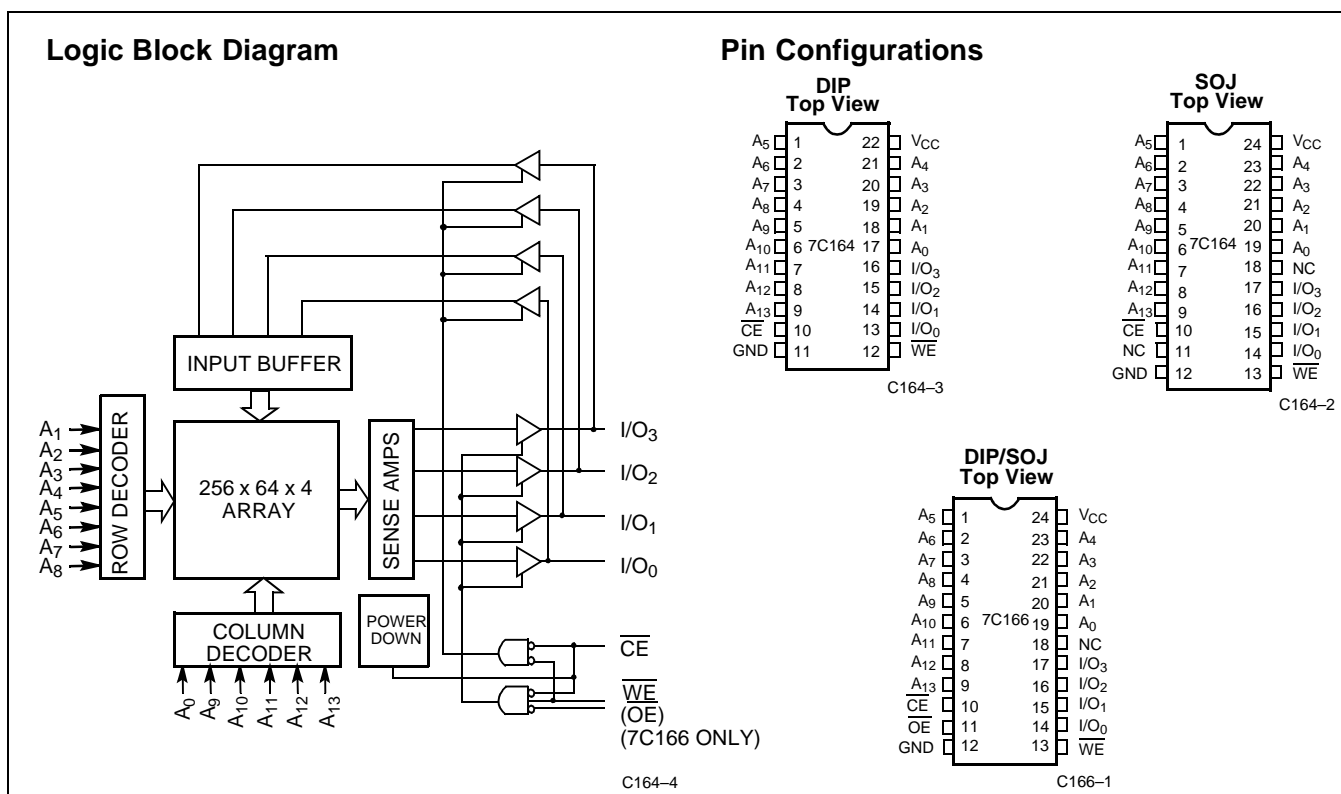 Logic Block Diagram
INPUT BUFFER
A1
A2
A3
A4
A5
A6
A7
A8
ROW DECODER
256 x 64 x 4
ARRAY
SENSE AMPS
I/O3
I/O2
I/O1
I/O0
COLUMN
DECODER
A0 A9 A10 A11 A12 A13
POWER
DOWN
CE
WE
(OE)
(7C166 ONLY)
C164–4
Pin Configurations
DIP
Top View
A5 1 22 VCC
A6 2 21 A4
A7 3 20 A3
A8 4 19 A2
A9 5 18 A1
A10 6 7C164 17 A0
A11 7 16 I/O3
A12 8 15 I/O2
A13 9 14 I/O1
CE 10 13 I/O0
GND 11 12 WE
C164–3
SOJ
Top View
A5 1 24 VCC
A6 2 23 A4
A7 3 22 A3
A8 4 21 A2
A9 5 20 A1
A10 6 7C164 19 A0
A11 7 18 NC
A12 8 17 I/O3
A13 9 16 I/O2
CE 10 15 I/O1
NC 11 14 I/O0
GND 12 13 WE
C164–2
DIP/SOJ
Top View
A5 1 24 VCC
A6 2 23 A4
A7 3 22 A3
A8 4 21 A2
A9 5 20 A1
A10 6 7C166 19 A0
A11 7 18 NC
A12 8 17 I/O3
A13 9 16 I/O2
CE 10 15 I/O1
OE 11 14 I/O0
GND 12 13 WE
C166–1